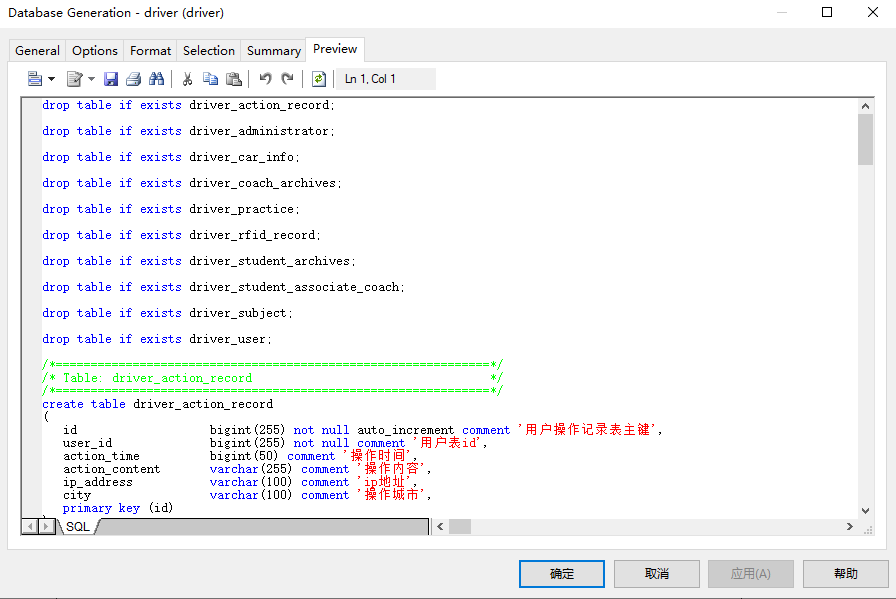 Database Generation - driver (driver)
General Options Format Selection Summary Preview
Ln 1, Col 1
drop table if exists driver_action_record;
drop table if exists driver_administrator;
drop table if exists driver_car_info;
drop table if exists driver_coach_archives;
drop table if exists driver_practice;
drop table if exists driver_rfid_record;
drop table if exists driver_student_archives;
drop table if exists driver_student_associate_coach;
drop table if exists driver_subject;
drop table if exists driver_user;
/*==============================================================*/
/* Table: driver_action_record                                  */
/*==============================================================*/
create table driver_action_record
(
   id                   bigint(255) not null auto_increment comment '用户操作记录表主键',
   user_id              bigint(255) not null comment '用户表id',
   action_time          bigint(50) comment '操作时间',
   action_content       varchar(255) comment '操作内容',
   ip_address           varchar(100) comment 'ip地址',
   city                 varchar(100) comment '操作城市',
   primary key (id)
SQL
确定 取消 应用(A) 帮助